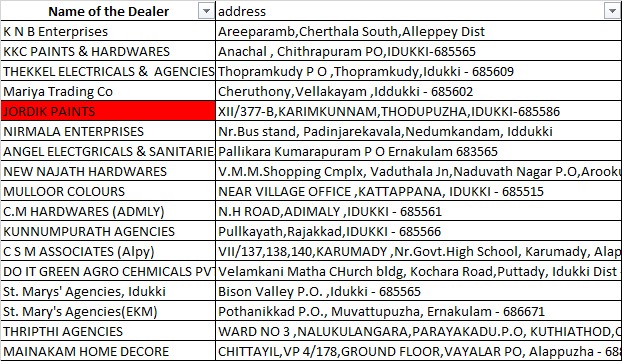 Name of the Dealer address
K N B Enterprises Areeparamb,Cherthala South,Alleppey Dist
KKC PAINTS & HARDWARES Anachal , Chithrapuram PO,IDUKKI-685565
THEKKEL ELECTRICALS & AGENCIES Thopramkudy P O ,Thopramkudy,Idukki - 685609
Mariya Trading Co Cheruthony,Vellakayam ,Iddukki - 685602
JORDIK PAINTS XII/377-B,KARIMKUNNAM,THODUPUZHA,IDUKKI-685586
NIRMALA ENTERPRISES Nr.Bus stand, Padinjarekavala,Nedumkandam, Iddukki
ANGEL ELECTGRICALS & SANITARIE Pallikara Kumarapuram P O Ernakulam 683565
NEW NAJATH HARDWARES V.M.M.Shopping Cmplx, Vaduthala Jn,Naduvath Nagar P.O,Arooku
MULLOOR COLOURS NEAR VILLAGE OFFICE ,KATTAPPANA, IDUKKI - 685515
C.M HARDWARES (ADMLY) N.H ROAD,ADIMALY ,IDUKKI - 685561
KUNNUMPURATH AGENCIES Pullkayath,Rajakkad,IDUKKI - 685566
C S M ASSOCIATES (Alpy) VII/137,138,140,KARUMADY ,Nr.Govt.High School, Karumady, Alap
DO IT GREEN AGRO CEHMICALS PVT Velamkani Matha CHurch bldg, Kochara Road,Puttady, Idukki Dist -
St. Marys' Agencies, Idukki Bison Valley P.O. ,Idukki - 685565
St. Mary's Agencies(EKM) Pothanikkad P.O., Muvattupuzha, Ernakulam - 686671
THRIPTHI AGENCIES WARD NO 3 ,NALUKULANGARA,PARAYAKADU.P.O, KUTHIATHOD,C
MAINAKAM HOME DECORE CHITTAYIL,VP 4/178,GROUND FLOOR,VAYALAR PO, Alappuzha - 688